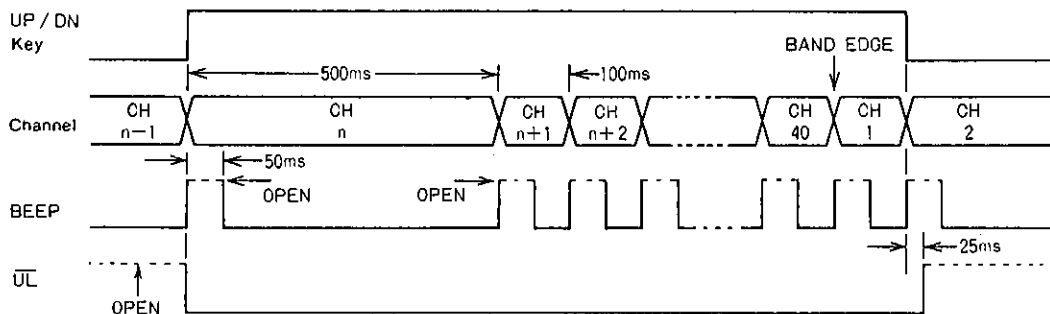 UP / DN
Key
BAND EDGE
500ms
100ms
Channel
CH
n−1
CH
n
CH
n+1
CH
n+2
CH
40
CH
1
CH
2
50ms
OPEN
OPEN
BEEP
25ms
UL
OPEN